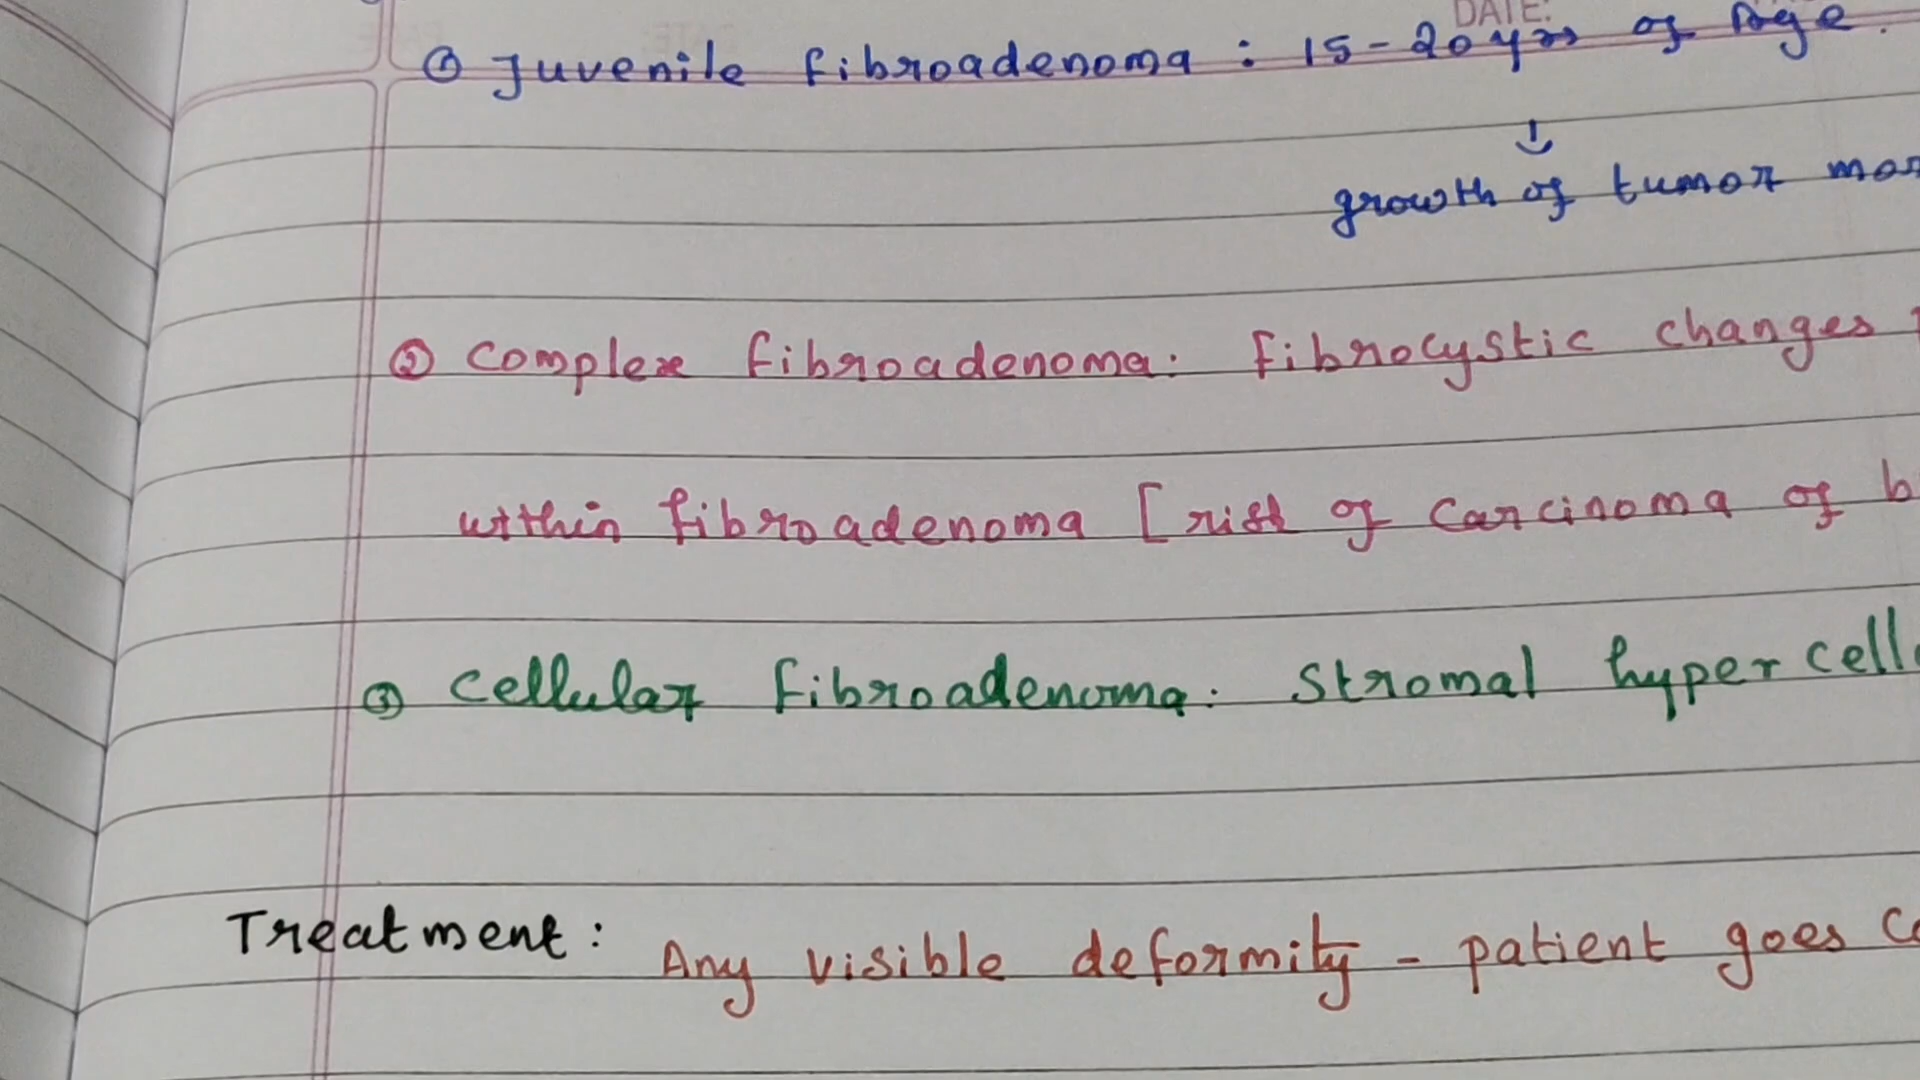 DATE:
① Juvenile fibroadenoma : 15-20 yrs of Age.
↓
growth of tumor
② Complex fibroadenoma : Fibrocystic changes
within fibroadenoma [ risk of carcinoma of
③ Cellular fibroadenoma : Stromal hypercell
Treatment : Any visible deformity - patient goes